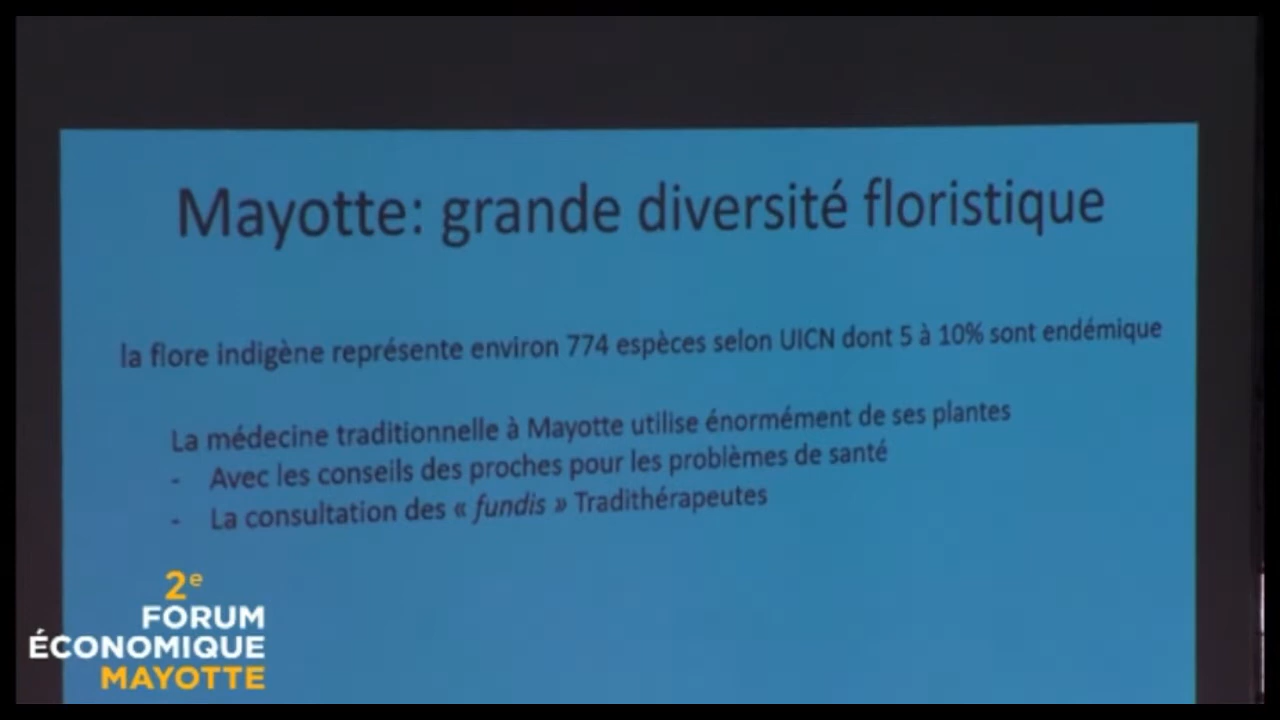 Mayotte: grande diversité floristique
la flore indigène représente environ 774 espèces selon UICN dont 5 à 10% sont endémique
La médecine traditionnelle à Mayotte utilise énormément de ses plantes
- Avec les conseils des proches pour les problèmes de santé
- La consultation des « fundis » Tradithérapeutes
2e
FORUM
ÉCONOMIQUE
MAYOTTE